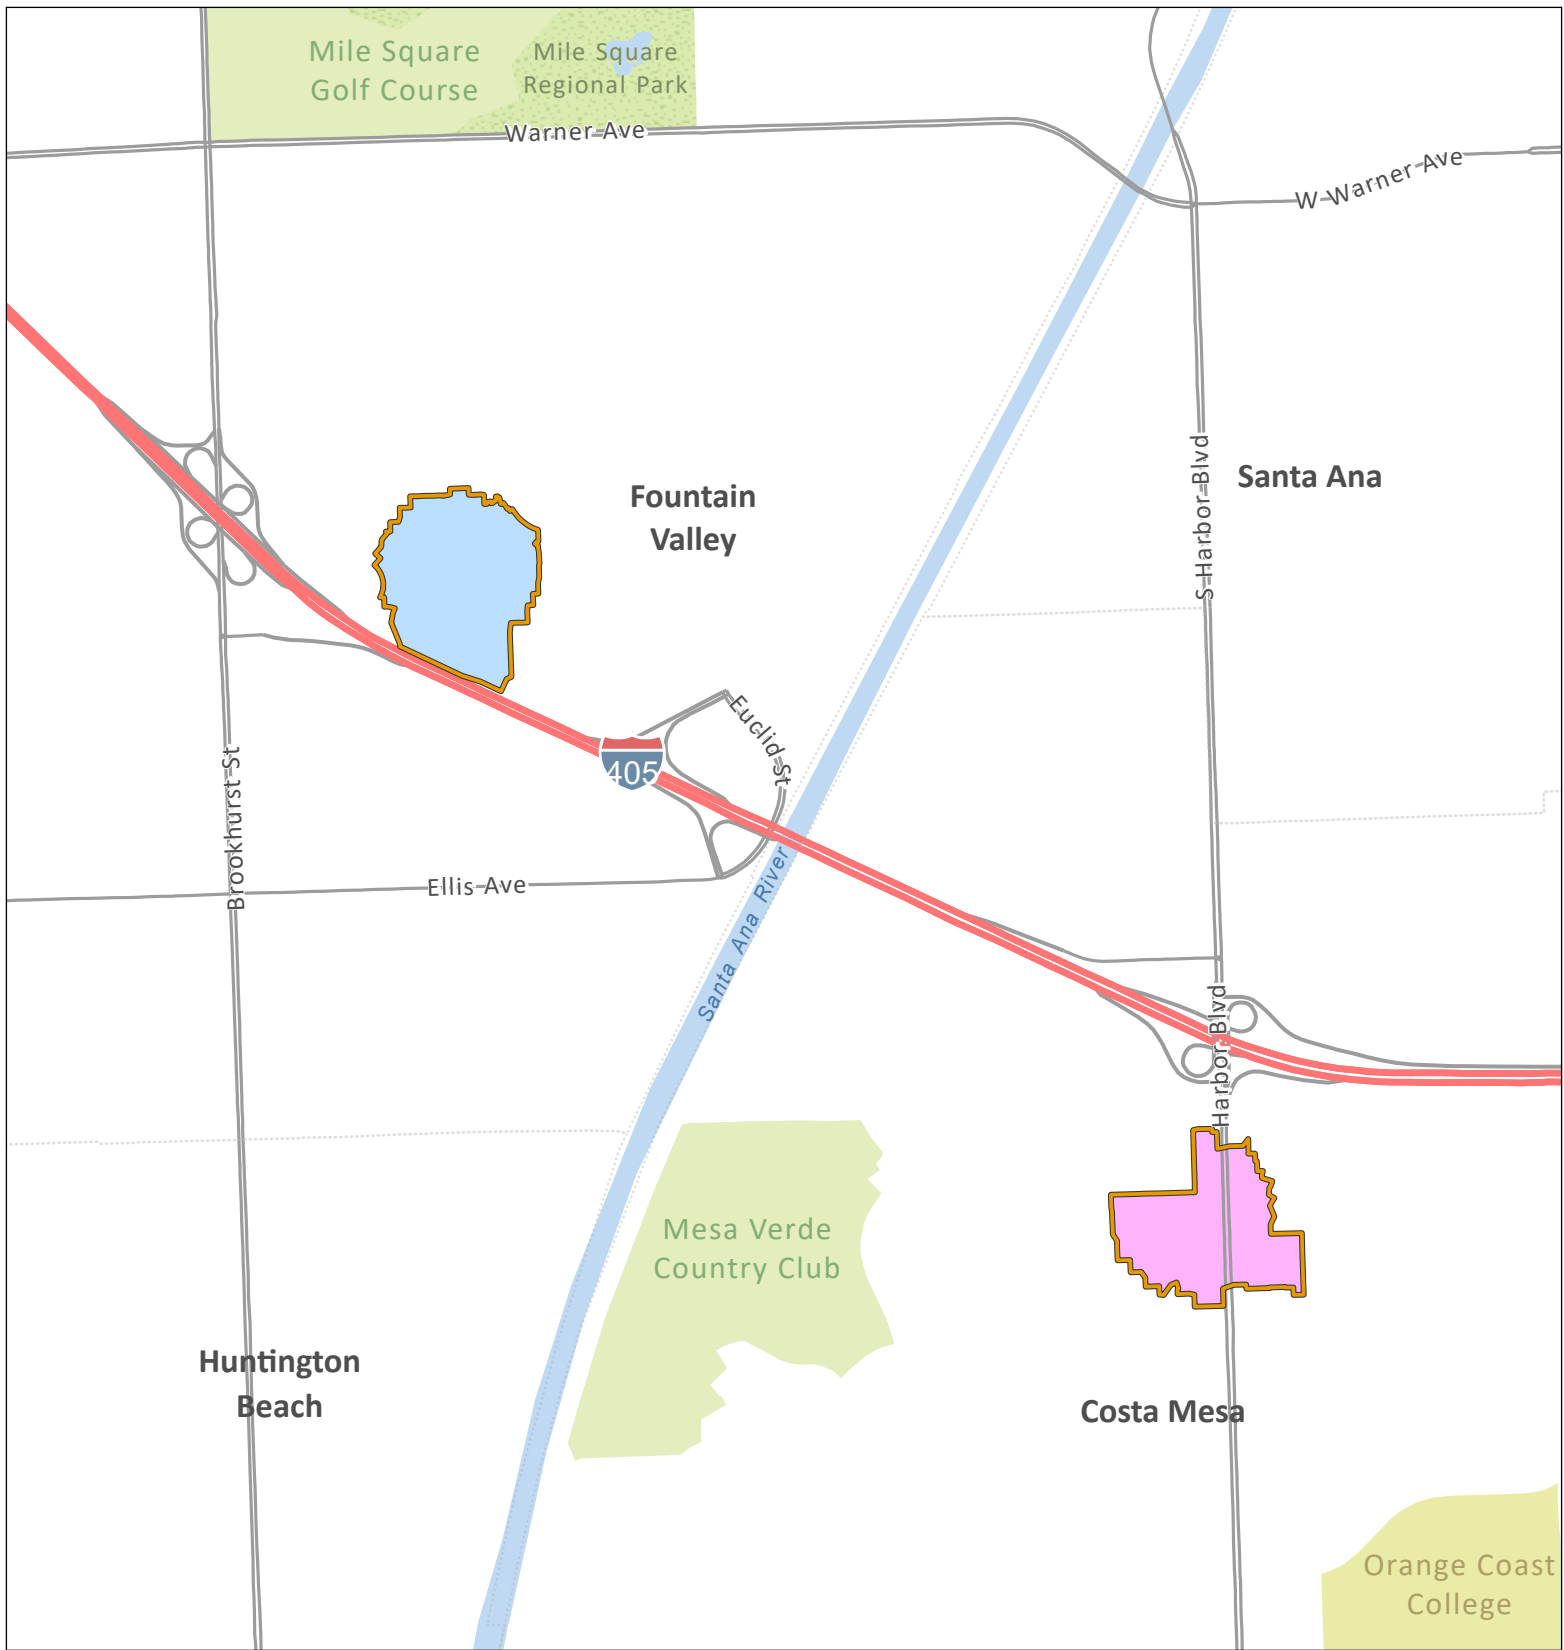 Mile Square
Golf Course
Mile Square
Regional Park
Warner Ave
W Warner Ave
Fountain
Valley
S Harbor Blvd
Santa Ana
Euclid St
405
Brookhurst St
Ellis Ave
Santa Ana River
Harbor Blvd
Mesa Verde
Country Club
Huntington
Beach
Costa Mesa
Orange Coast
College